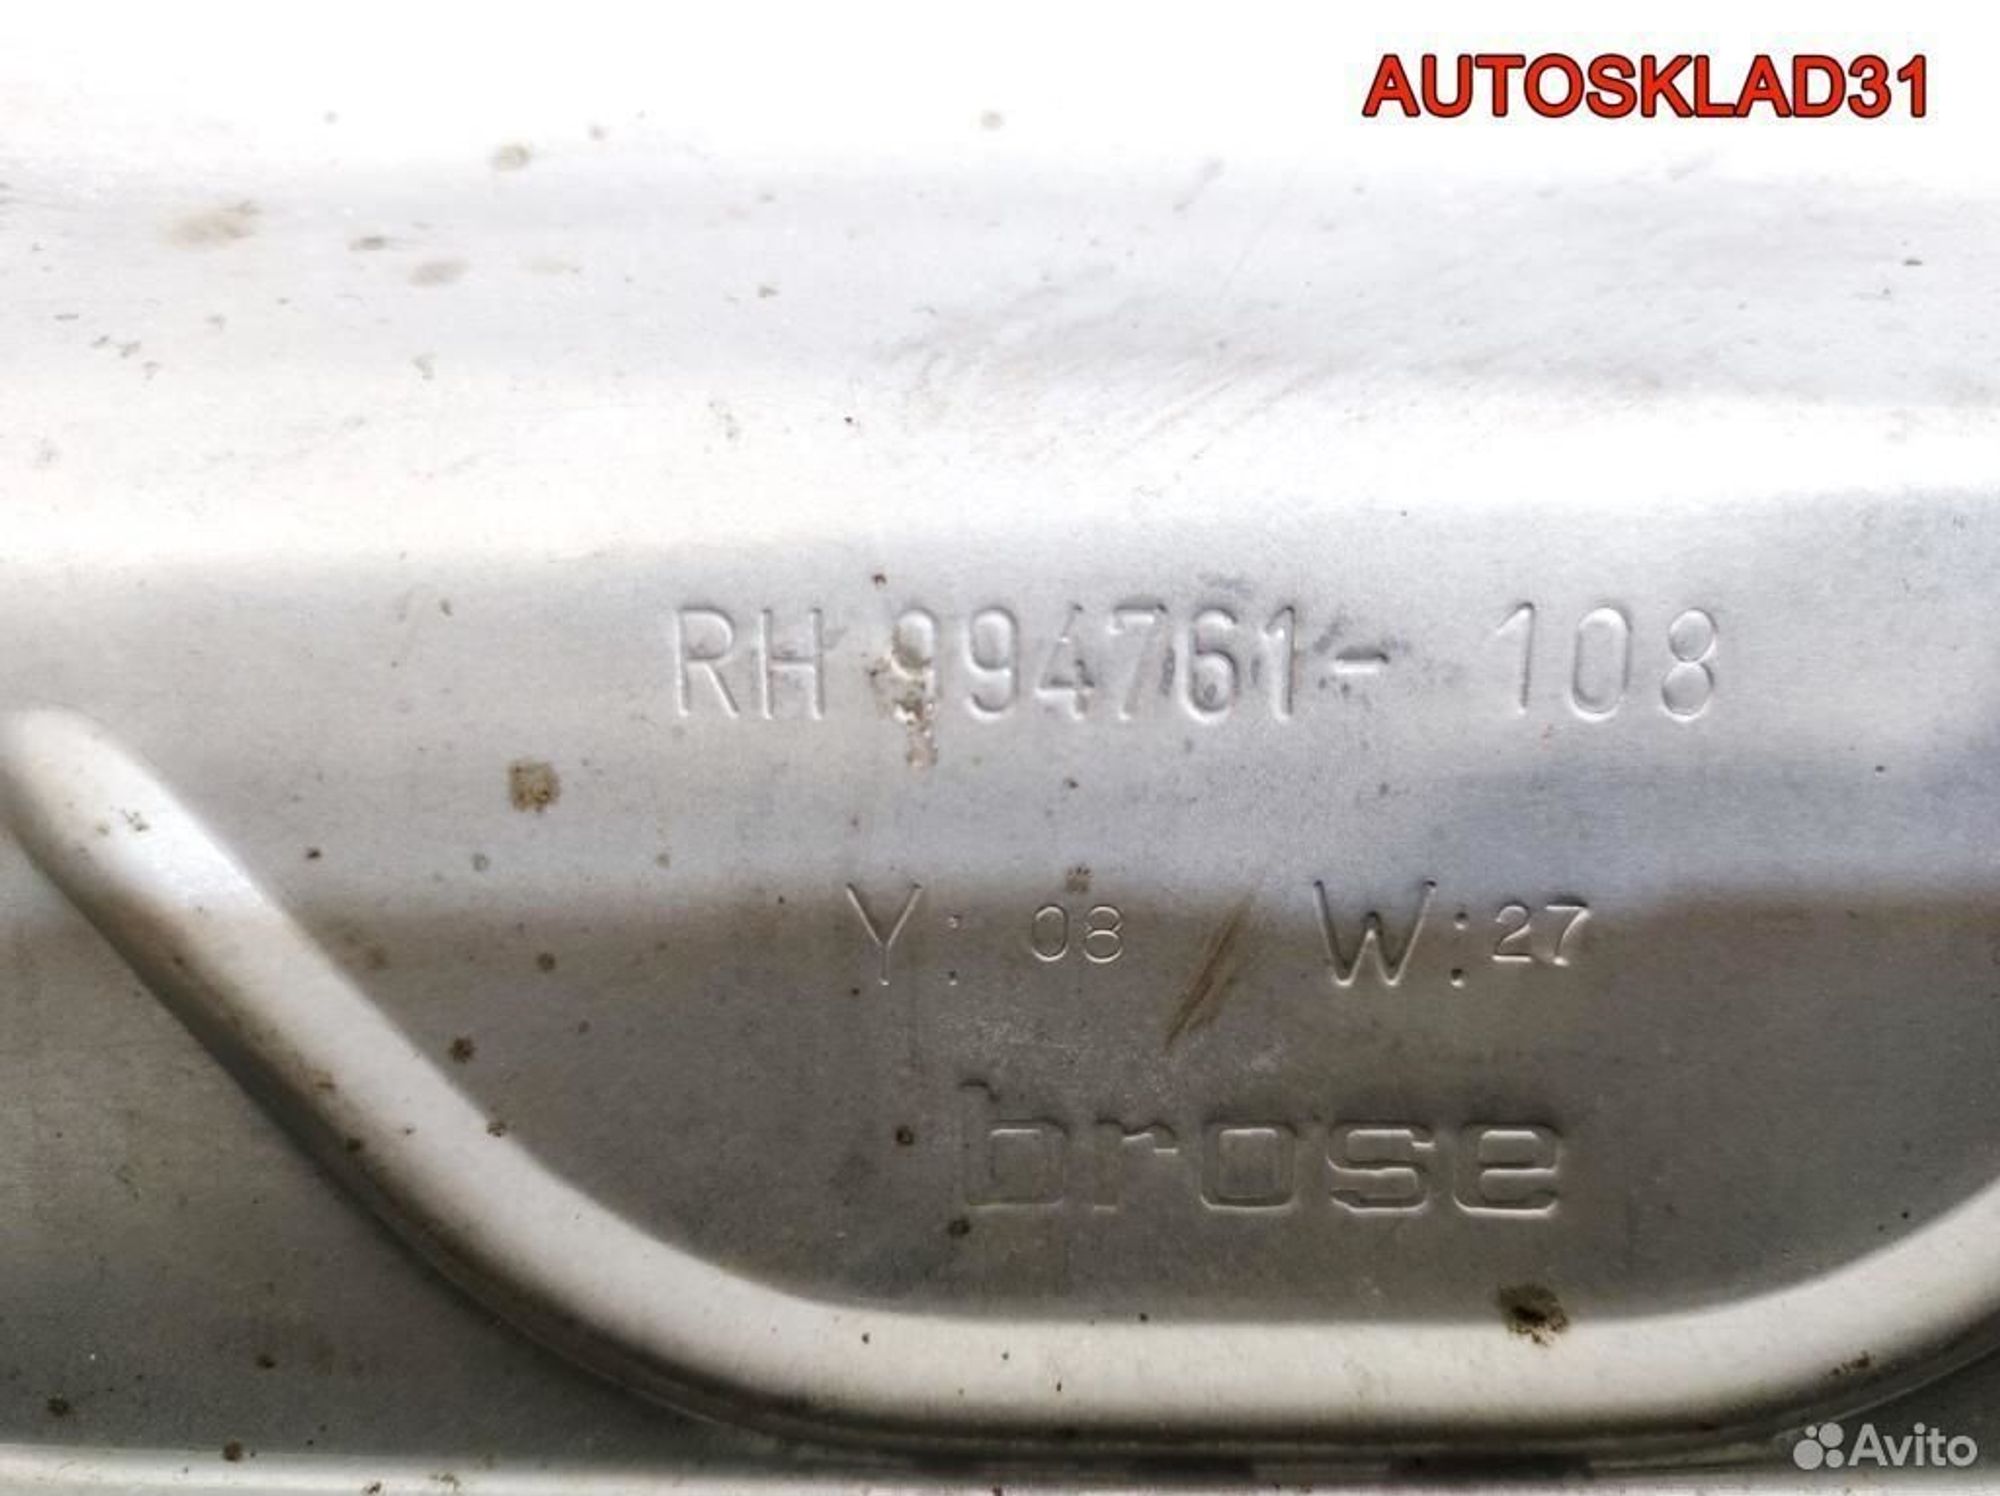 AUTOSKLAD31
RH 994761- 108
Y: 08 W: 27
brose
Avito